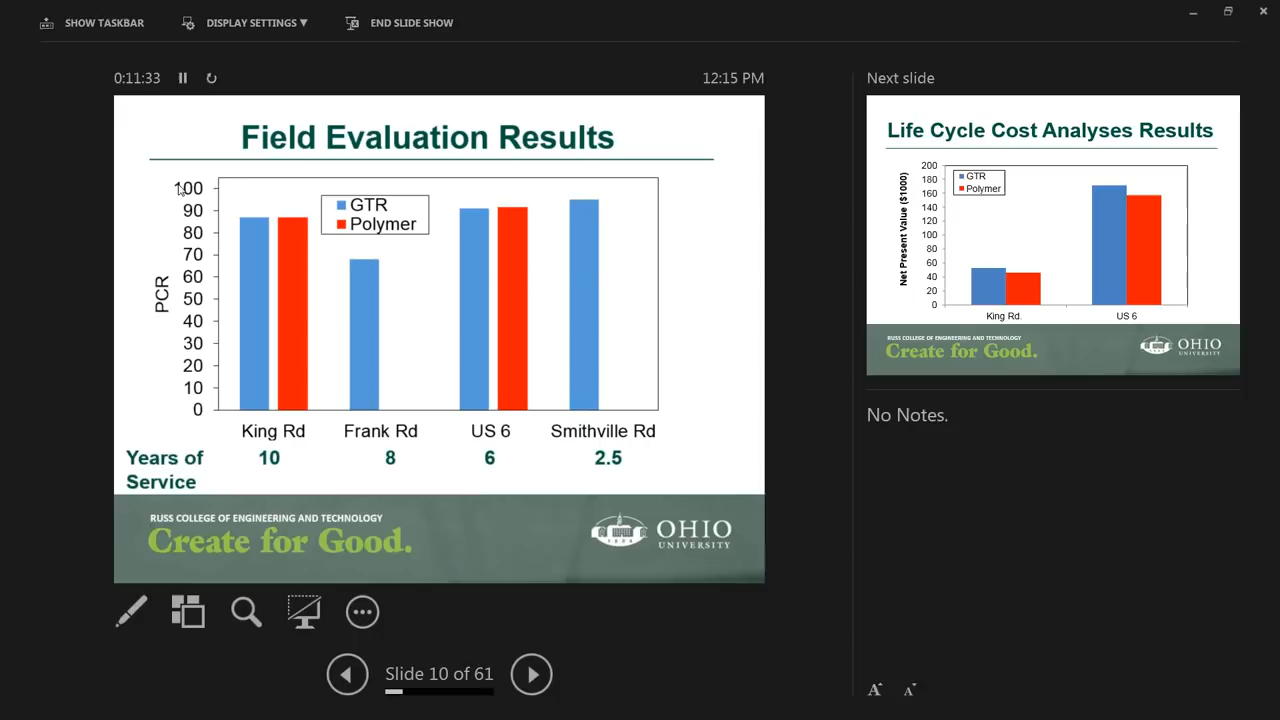 SHOW TASKBAR DISPLAY SETTINGS ▼ END SLIDE SHOW
0:11:33 12:15 PM
Field Evaluation Results
100
90
80
70
60
50
40
30
20
10
0
PCR
GTR
Polymer
King Rd Frank Rd US 6 Smithville Rd
Years of Service 10 8 6 2.5
RUSS COLLEGE OF ENGINEERING AND TECHNOLOGY
Create for Good.
1804
OHIO
UNIVERSITY
Slide 10 of 61
Next slide
Life Cycle Cost Analyses Results
200
180
160
140
120
100
80
60
40
20
0
Net Present Value ($1000)
GTR
Polymer
King Rd. US 6
RUSS COLLEGE OF ENGINEERING AND TECHNOLOGY
Create for Good.
OHIO
UNIVERSITY
No Notes.
A A